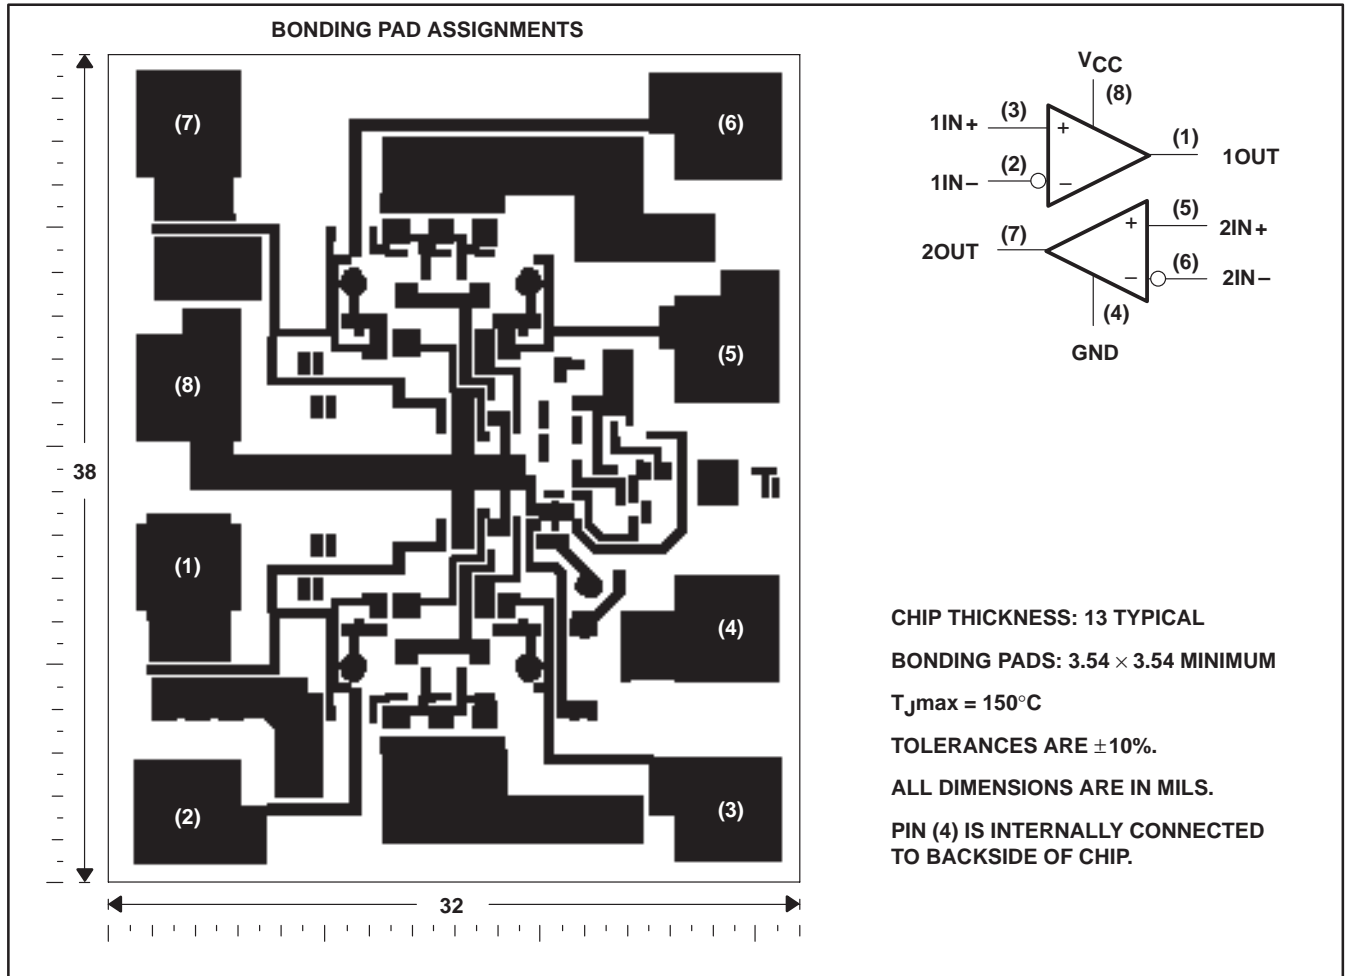 BONDING PAD ASSIGNMENTS
(7)
(6)
(5)
(8)
38
(1)
(4)
(2)
(3)
32
VCC
(8)
1IN+
(3)
+
(1)
1OUT
1IN−
(2)
−
(5)
2IN+
+
2OUT
(7)
(6)
2IN−
−
(4)
GND
TI
CHIP THICKNESS: 13 TYPICAL
BONDING PADS: 3.54 × 3.54 MINIMUM
TJmax = 150°C
TOLERANCES ARE ±10%.
ALL DIMENSIONS ARE IN MILS.
PIN (4) IS INTERNALLY CONNECTED
TO BACKSIDE OF CHIP.